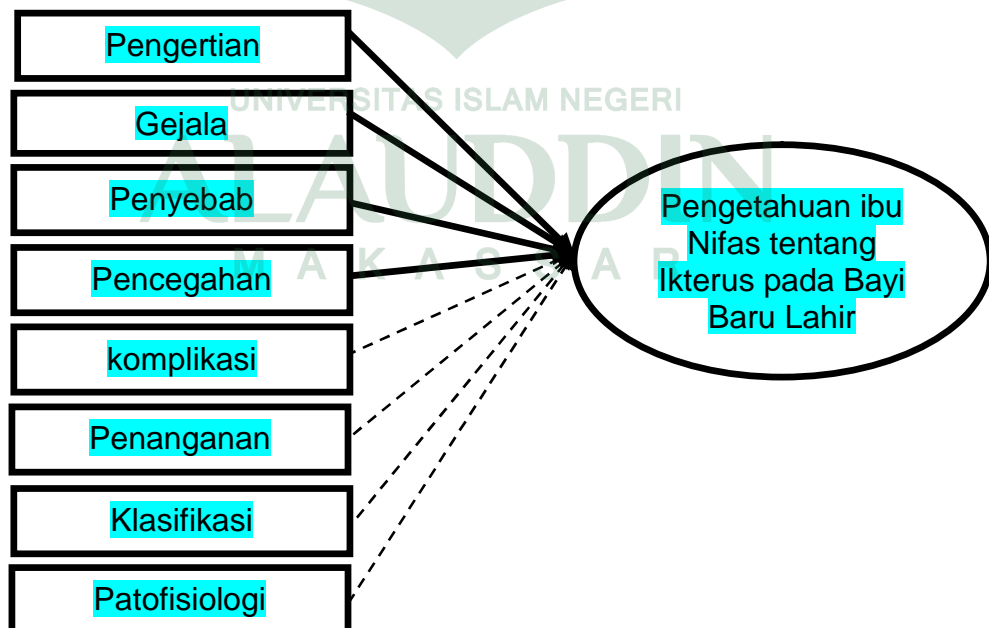 Pengertian
UNIVERSITAS ISLAM NEGERI
Gejala
ALAUDDIN
Penyebab
MAKASSAR
Pencegahan
komplikasi
Penanganan
Klasifikasi
Patofisiologi
Pengetahuan ibu
Nifas tentang
Ikterus pada Bayi
Baru Lahir